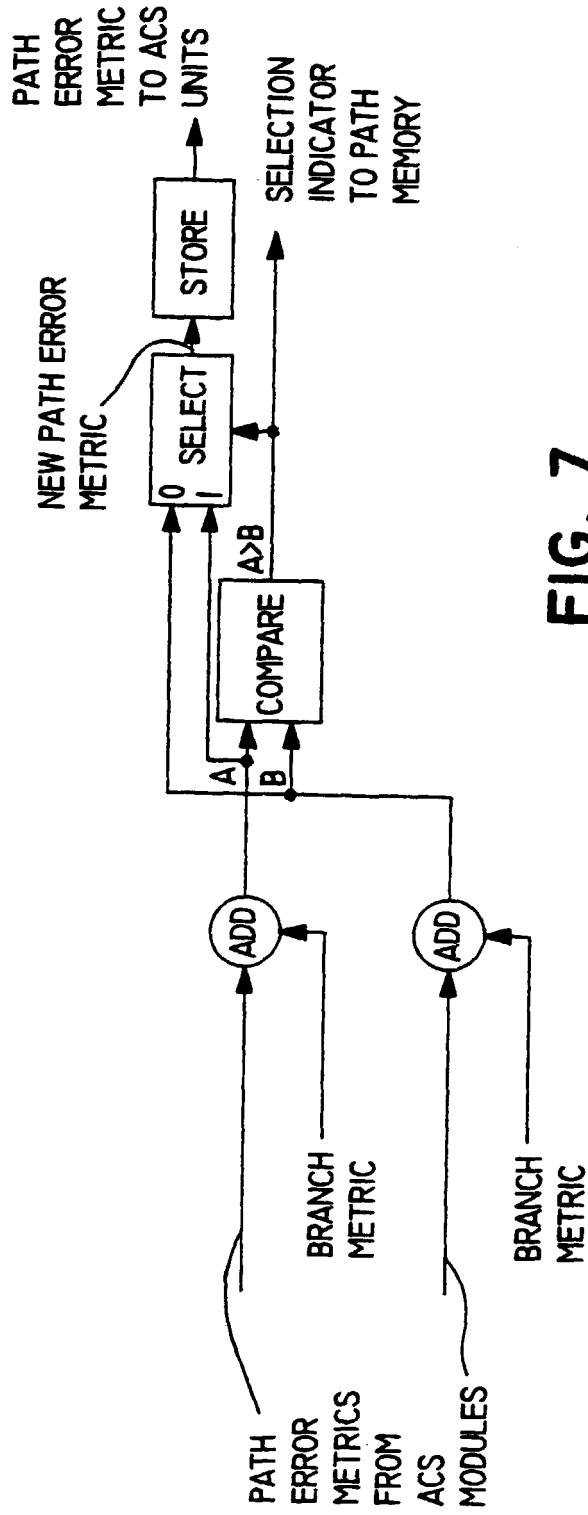 PATH
ERROR
METRICS
FROM
ACS
MODULES
BRANCH
METRIC
BRANCH
METRIC
ADD
ADD
A
B
COMPARE
A>B
NEW PATH ERROR
METRIC
0
1
SELECT
STORE
PATH
ERROR
METRIC
TO ACS
UNITS
SELECTION
INDICATOR
TO PATH
MEMORY
FIG. 7